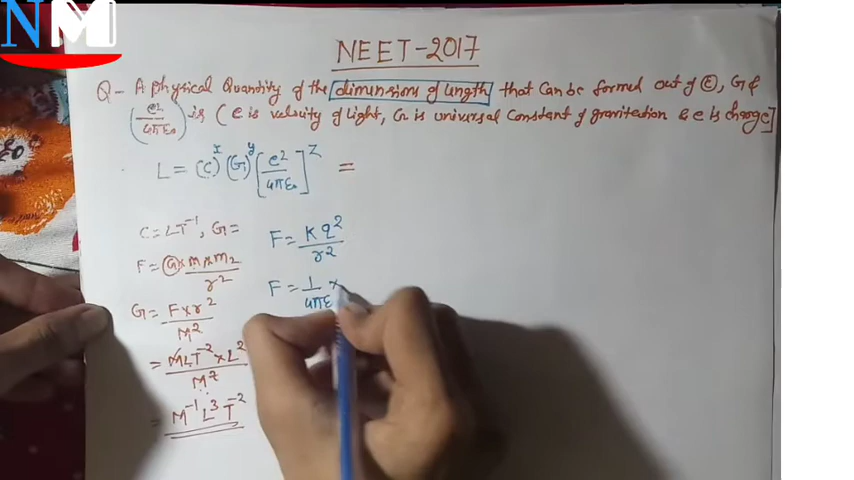 NM
NEET-2017
Q- A physical Quantity of the dimensions of length that can be formed out of c, G &
(e²/4πε₀) is (c is velocity of light, G is universal constant of gravitation & e is charge]
L = (C)ˣ (G)ʸ [e²/4πε₀]ᶻ =
C = LT⁻¹, G =
F = G×m₁×m₂/r²
G = F×r²/M²
= MLT⁻²×L²/M²
= M⁻¹L³T⁻²
F = Kq²/r²
F = 1/4πε ×